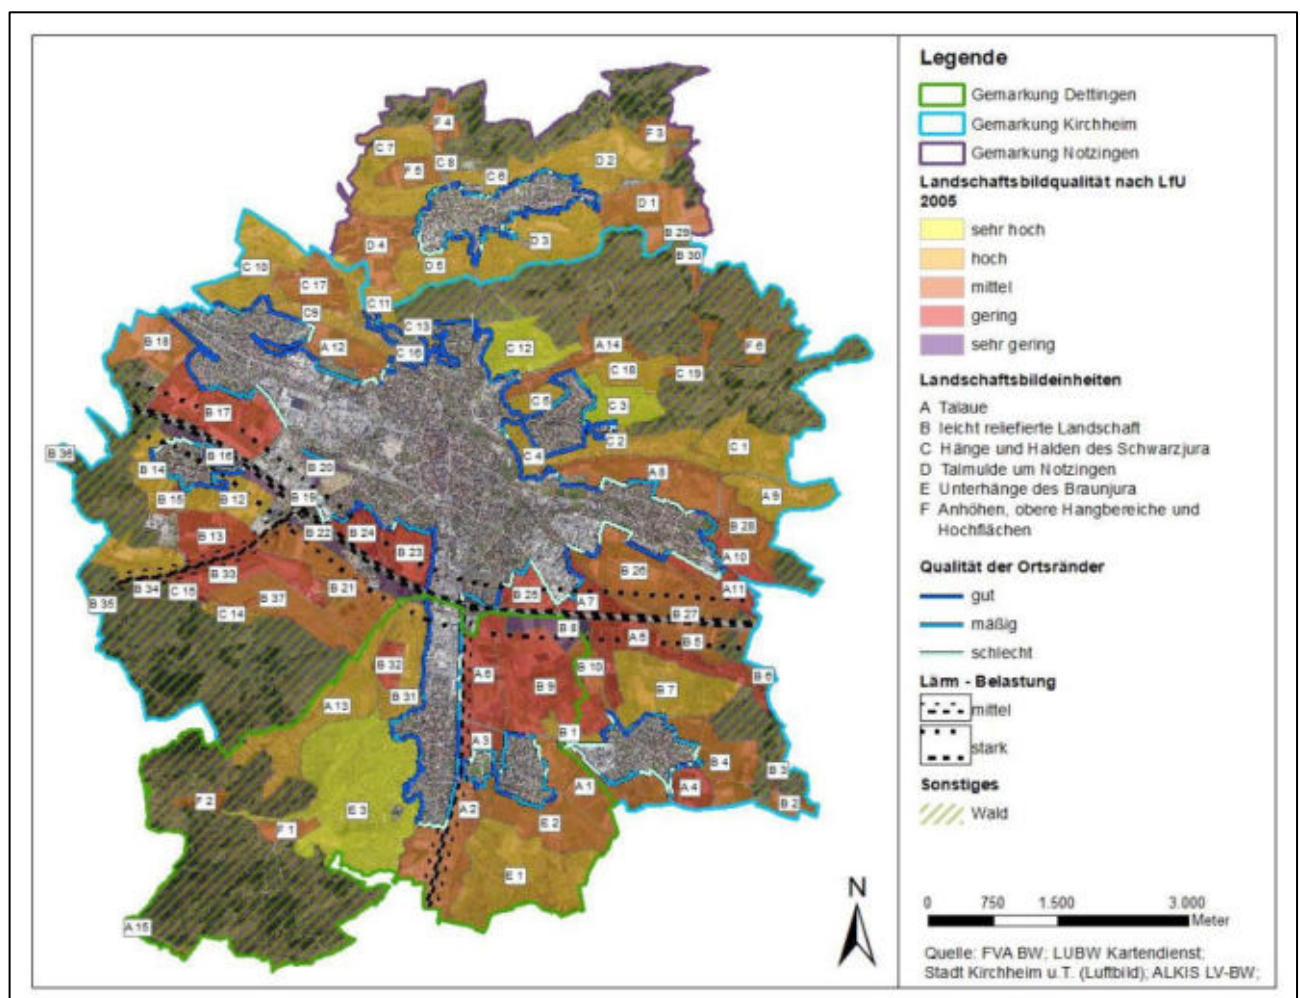 F 4
F 3
C 7
C 8
D 2
F 5
C 6
D 1
B 29
D 4
D 3
B 30
D 5
C 10
C 17
C 11
C9
C 13
B 18
A 12
C 16
C 12
A 14
F 6
C 18
C 19
C 5
C 3
B 17
C 2
C 1
B 36
B 16
C 4
B 14
B 20
A 8
B 15
B 12
B 19
A 9
B 22
B 24
B 28
B 13
B 23
A 10
B 33
B 26
B 34
C 15
B 21
B 25
A11
B 35
B 37
A 7
C 14
B 27
B 8
A 5
B 5
B 32
A 6
B 10
B 6
B 9
B 7
B 31
A 13
B 1
A 3
B 4
B 3
A 1
A 4
F 2
E 3
A 2
B 2
F 1
E 2
E 1
A 15
N
Legende
Gemarkung Dettingen
Gemarkung Kirchheim
Gemarkung Notzingen
Landschaftsbildqualität nach LfU
2005
sehr hoch
hoch
mittel
gering
sehr gering
Landschaftsbildeinheiten
A Talaue
B leicht reliefierte Landschaft
C Hänge und Halden des Schwarzjura
D Talmulde um Notzingen
E Unterhänge des Braunjura
F Anhöhen, obere Hangbereiche und
Hochflächen
Qualität der Ortsränder
gut
mäßig
schlecht
Lärm - Belastung
mittel
stark
Sonstiges
Wald
0 750 1.500 3.000
Meter
Quelle: FVA BW; LUBW Kartendienst;
Stadt Kirchheim u.T. (Luftbild); ALKIS LV-BW;